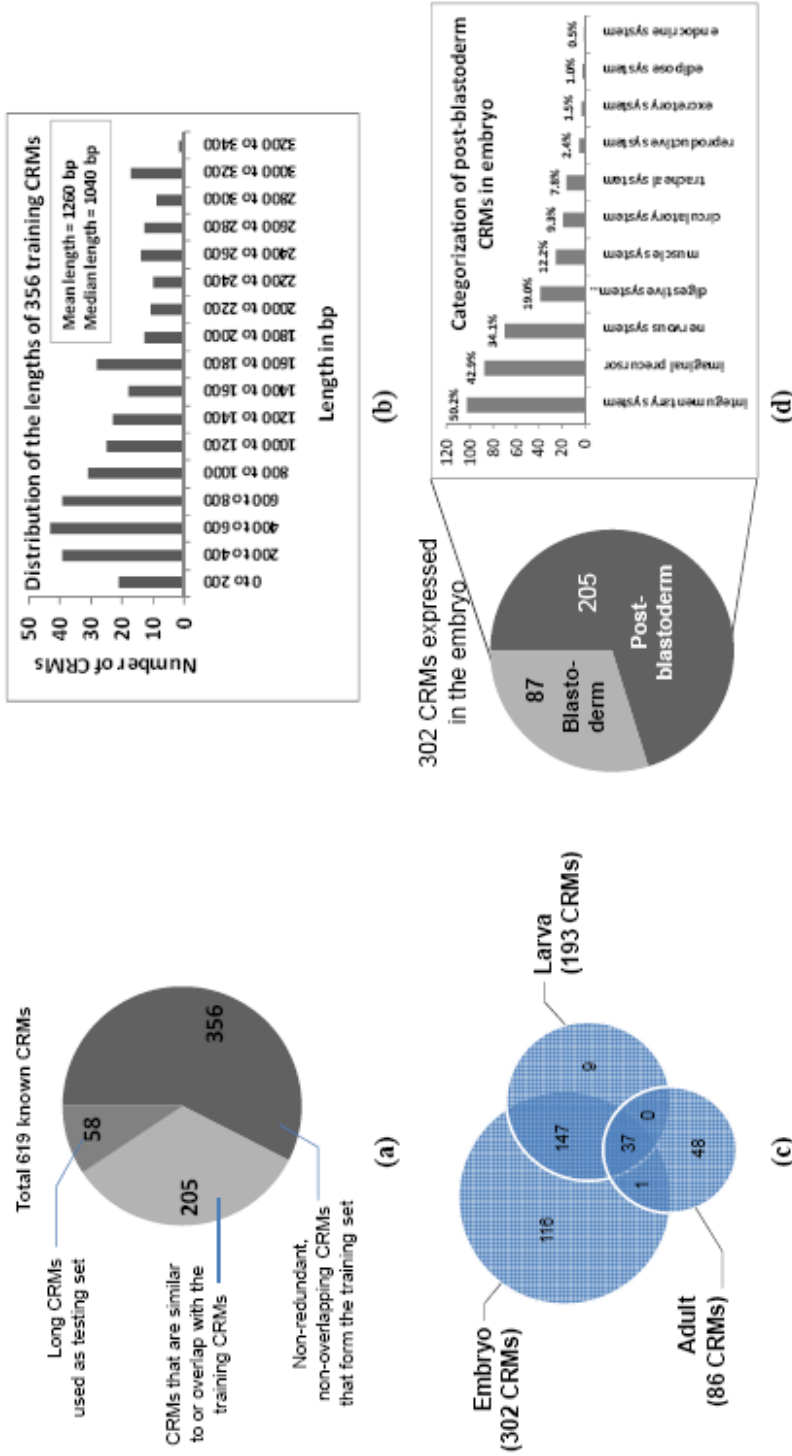 Total 619 known CRMs
Long CRMs
used as testing set
58
CRMs that are similar
to or overlap with the
training CRMs
205
356
Non-redundant,
non-overlapping CRMs
that form the training set
(a)
Distribution of the lengths of 356 training CRMs
Mean length = 1260 bp
Median length = 1040 bp
Number of CRMs
50
40
30
20
10
0
0 to 200
200 to 400
400 to 600
600 to 800
800 to 1000
1000 to 1200
1200 to 1400
1400 to 1600
1600 to 1800
1800 to 2000
2000 to 2200
2200 to 2400
2400 to 2600
2600 to 2800
2800 to 3000
3000 to 3200
3200 to 3400
Length in bp
(b)
Embryo
(302 CRMs)
Larva
(193 CRMs)
Adult
(86 CRMs)
116
147
9
37
1
0
48
(c)
302 CRMs expressed
in the embryo
87
Blasto-
derm
205
Post-
blastoderm
Categorization of post-blastoderm
CRMs in embryo
120
100
80
60
40
20
0
50.2%
42.9%
34.1%
19.0%
12.2%
9.3%
7.8%
2.4%
1.5%
1.0%
0.5%
integumentary system
imaginal precursor
nervous system
digestive system...
muscle system
circulatory system
tracheal system
reproductive system
excretory system
edipose system
endocrine system
(d)